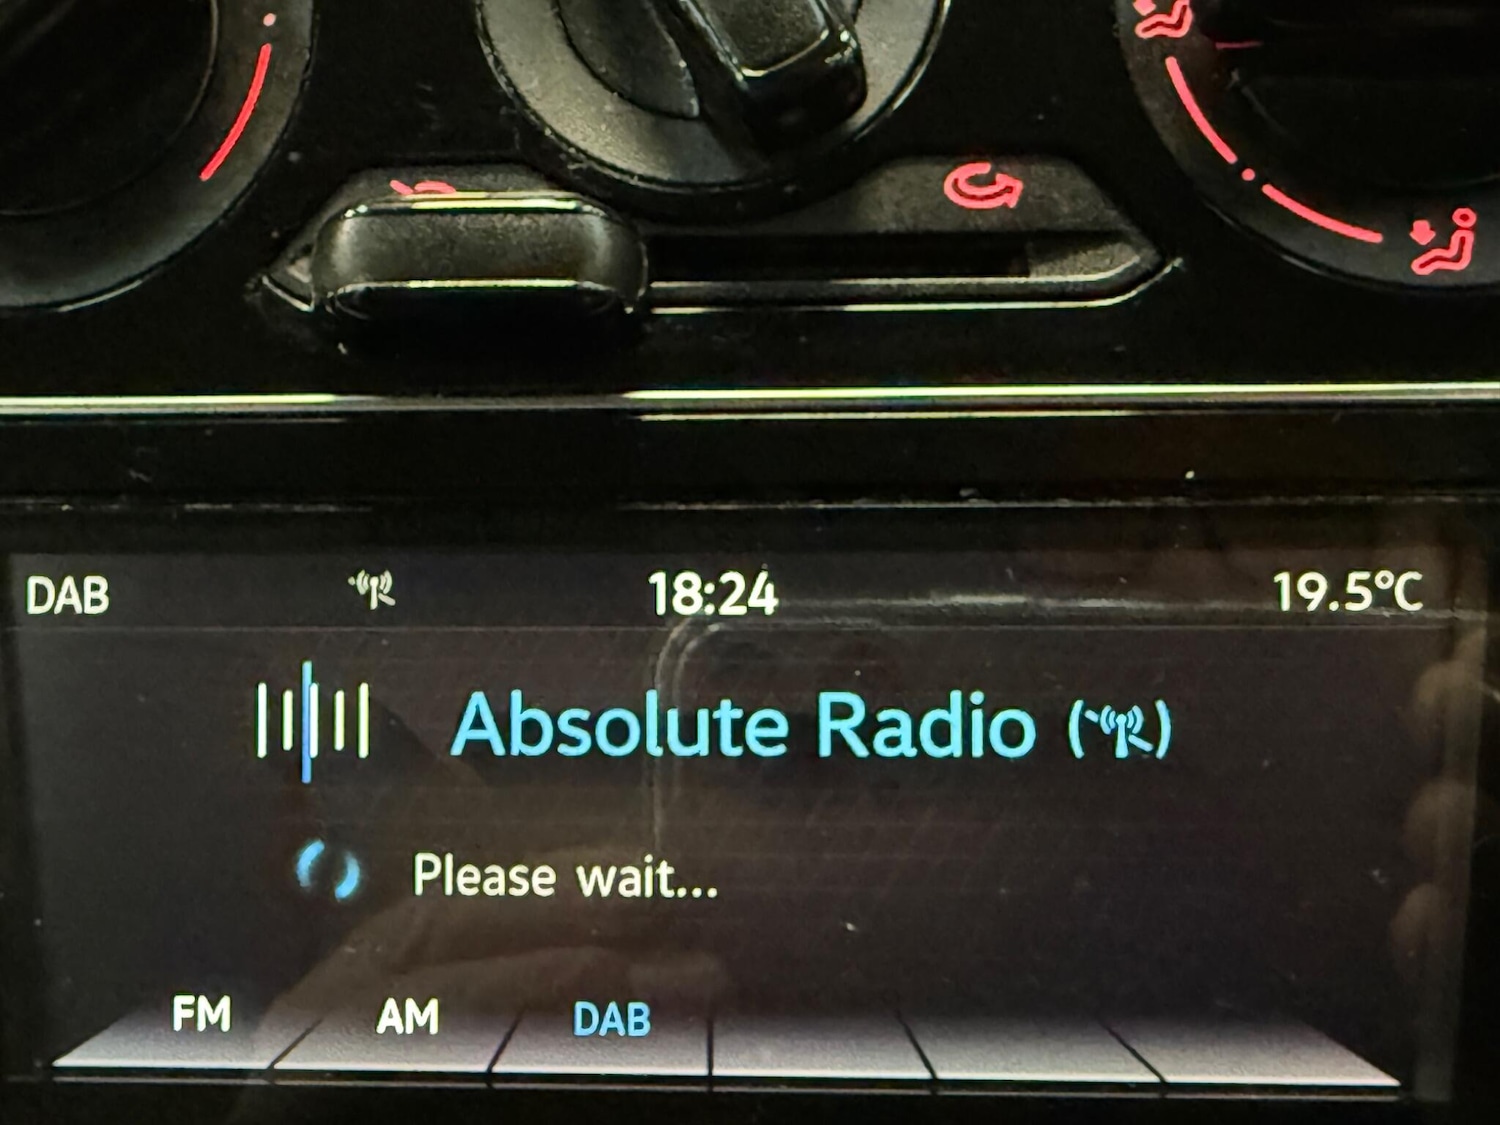 DAB 18:24 19.5°C
Absolute Radio ( )
Please wait...
FM AM DAB